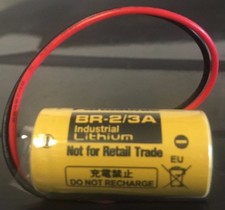 BR-2/3A
Industrial
Lithium
Not for Retail Trade
EU
充電禁止
DO NOT RECHARGE